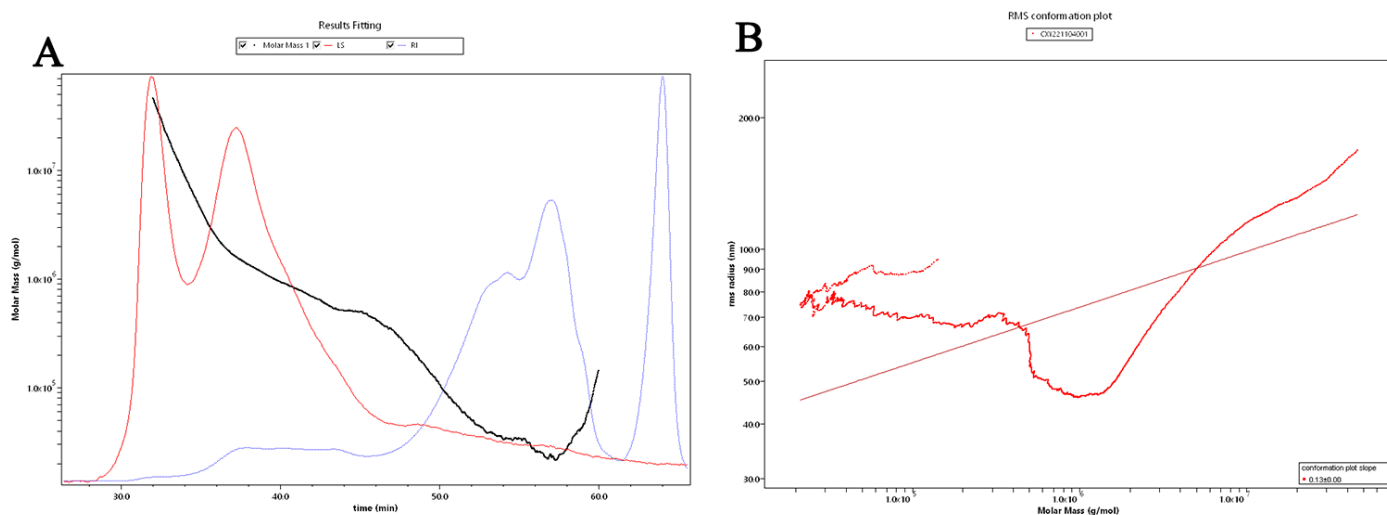 A
Results Fitting
Molar Mass 1 LS RI
Molar Mass (g/mol)
1.0x10⁷
1.0x10⁶
1.0x10⁵
30.0 40.0 50.0 60.0
time (min)
B
RMS conformation plot
CXY221104001
rms radius (nm)
200.0
100.0
90.0
80.0
70.0
60.0
50.0
40.0
30.0
1.0x10⁵ 1.0x10⁶ 1.0x10⁷
Molar Mass (g/mol)
conformation plot slope
0.13±0.00